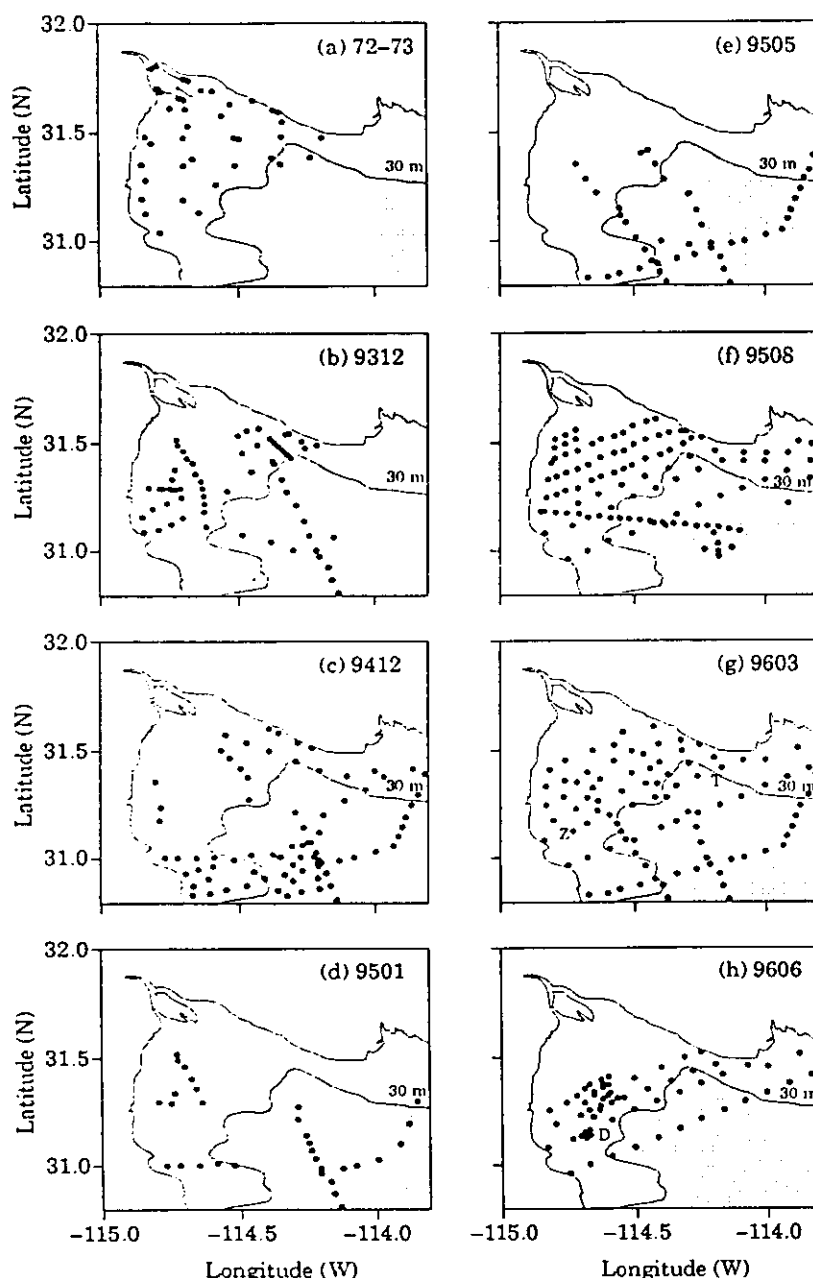 32.0
(a) 72–73
(e) 9505
Latitude (N)
31.5
30 m
30 m
31.0
32.0
(b) 9312
(f) 9508
Latitude (N)
31.5
30 m
30 m
31.0
32.0
(c) 9412
(g) 9603
Latitude (N)
31.5
T
30 m
30 m
Z
31.0
32.0
(d) 9501
(h) 9606
Latitude (N)
31.5
30 m
30 m
D
31.0
−115.0 −114.5 −114.0
−115.0 −114.5 −114.0
Longitude (W)
Longitude (W)